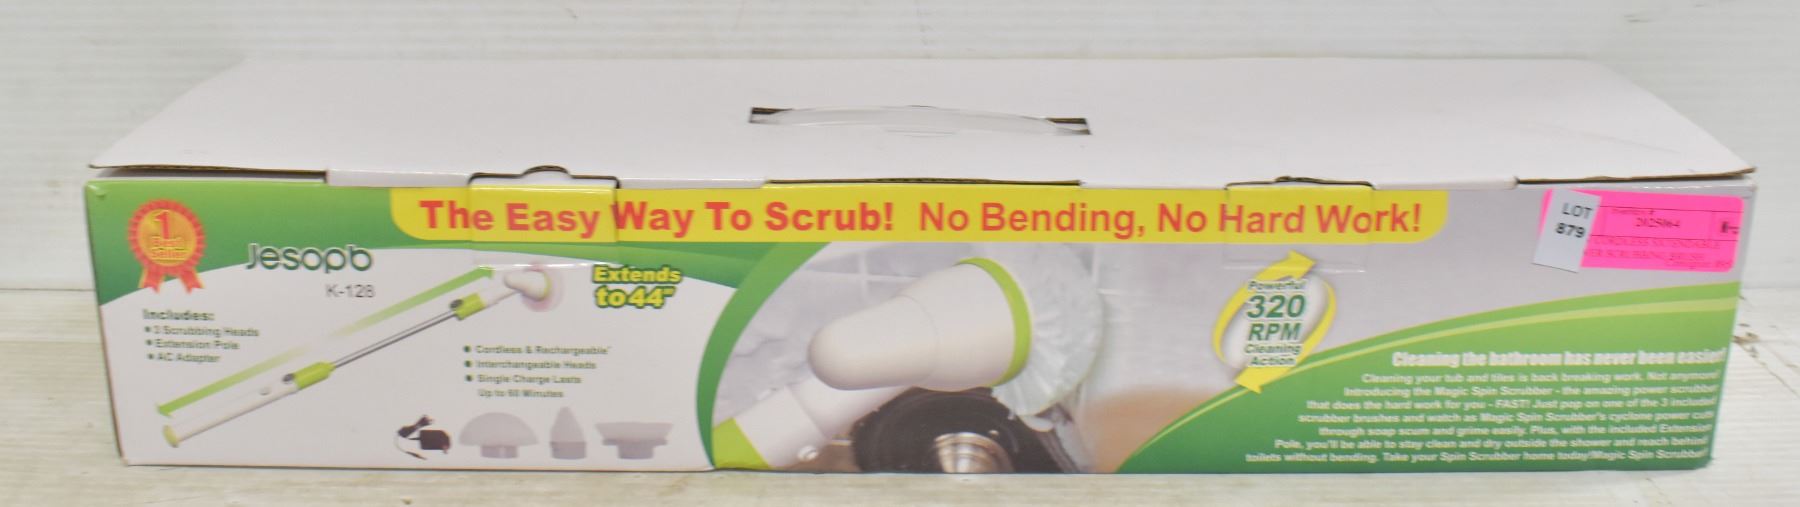 The Easy Way To Scrub! No Bending, No Hard Work!
1
Best
Seller
Jesopb
K-128
Includes:
• 3 Scrubbing Heads
• Extension Pole
• AC Adapter
Extends
to 44"
• Cordless & Rechargeable
• Interchangeable Heads
• Single Charge Lasts
Up to 60 Minutes
Powerful
320
RPM
Cleaning
Action
LOT
879
2025064
CORDLESS EXTENDABLE
SCRUBBING BRUSH
Cleaning the bathroom has never been easier!
Cleaning your tub and tiles is back breaking work. Not anymore!
Introducing the Magic Spin Scrubber - the amazing power scrubber
that does the hard work for you - FAST! Just pop on one of the 3 included
scrubber brushes and watch as Magic Spin Scrubber's cyclone power cuts
through soap scum and grime easily. Plus, with the included Extension
Pole, you'll be able to stay clean and dry outside the shower and reach behind
toilets without bending. Take your Spin Scrubber home today!Magic Spin Scrubber